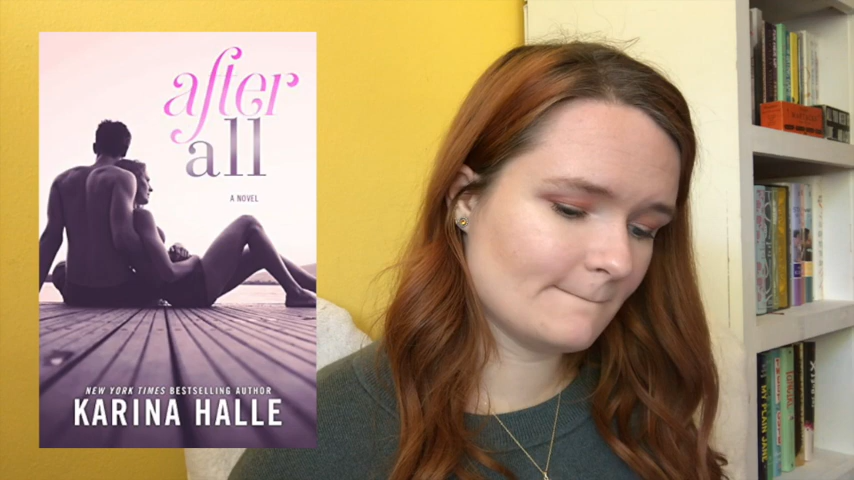 after
all
A NOVEL
NEW YORK TIMES BESTSELLING AUTHOR
KARINA HALLE
MY PLAIN JANE